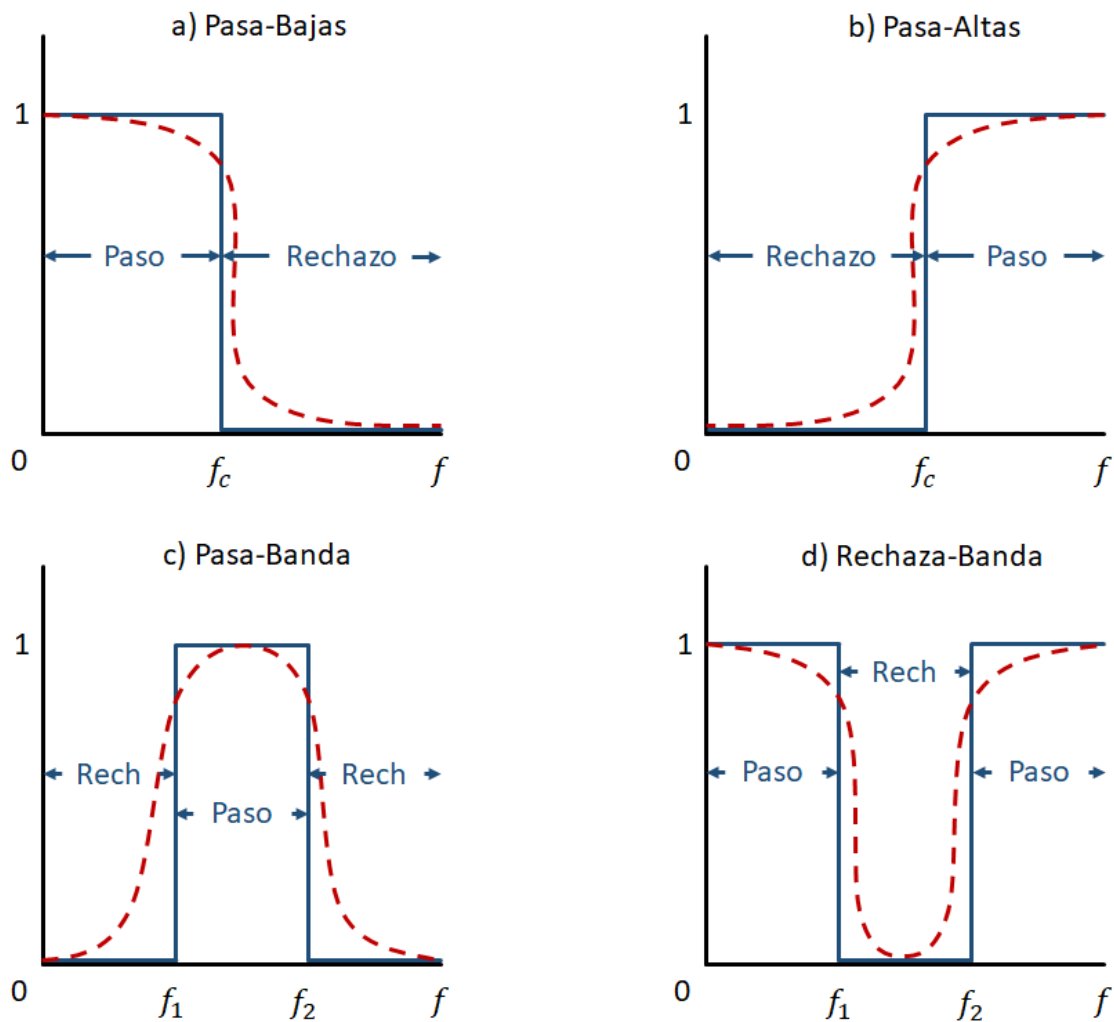 a) Pasa-Bajas
1
Paso
Rechazo
0
f_c
f
b) Pasa-Altas
1
Rechazo
Paso
0
f_c
f
c) Pasa-Banda
1
Rech
Paso
Rech
0
f_1
f_2
f
d) Rechaza-Banda
1
Rech
Paso
Paso
0
f_1
f_2
f